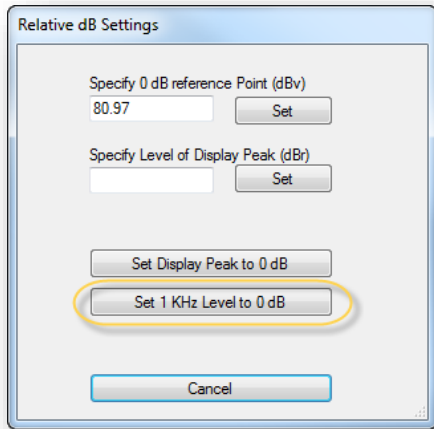 Relative dB Settings
Specify 0 dB reference Point (dBv)
80.97
Set
Specify Level of Display Peak (dBr)
Set
Set Display Peak to 0 dB
Set 1 KHz Level to 0 dB
Cancel